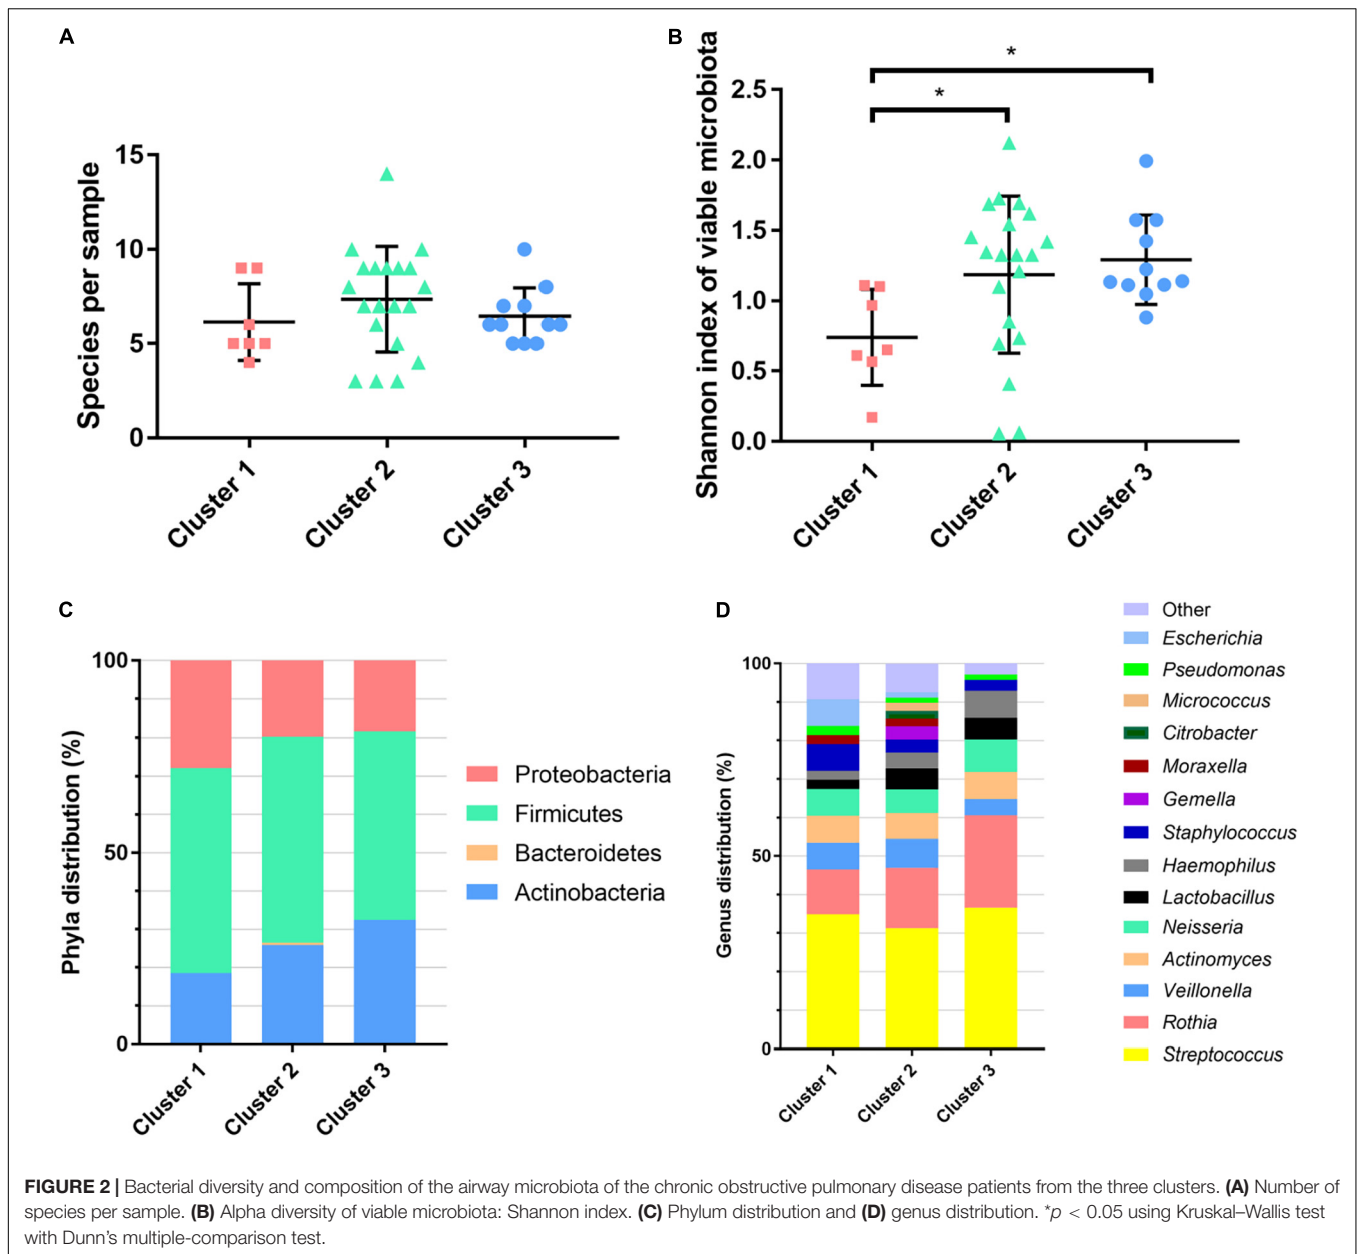 A
Species per sample
15
10
5
0
Cluster 1
Cluster 2
Cluster 3
B
Shannon index of viable microbiota
2.5
2.0
1.5
1.0
0.5
0.0
*
*
Cluster 1
Cluster 2
Cluster 3
C
Phyla distribution (%)
100
50
0
Cluster 1
Cluster 2
Cluster 3
Proteobacteria
Firmicutes
Bacteroidetes
Actinobacteria
D
Genus distribution (%)
100
50
0
Cluster 1
Cluster 2
Cluster 3
Other
Escherichia
Pseudomonas
Micrococcus
Citrobacter
Moraxella
Gemella
Staphylococcus
Haemophilus
Lactobacillus
Neisseria
Actinomyces
Veillonella
Rothia
Streptococcus
FIGURE 2 | Bacterial diversity and composition of the airway microbiota of the chronic obstructive pulmonary disease patients from the three clusters. (A) Number of
species per sample. (B) Alpha diversity of viable microbiota: Shannon index. (C) Phylum distribution and (D) genus distribution. *p < 0.05 using Kruskal–Wallis test
with Dunn's multiple-comparison test.